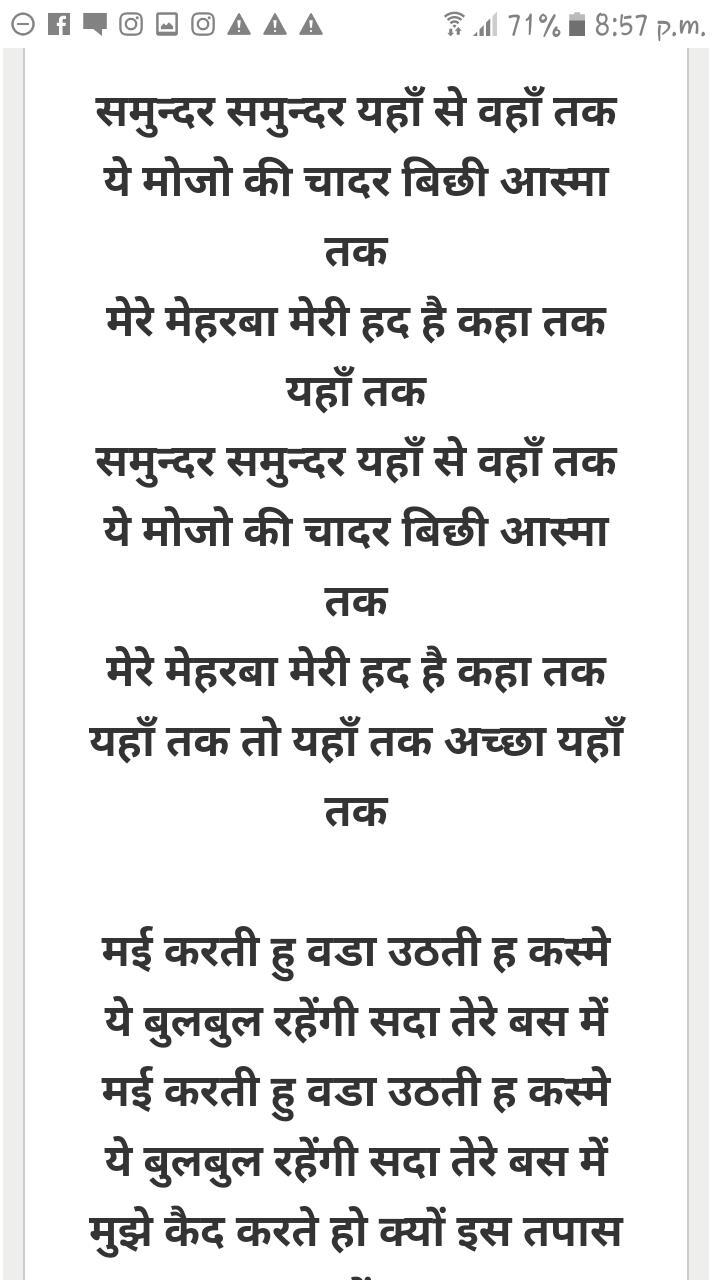 71% 8:57 p.m.
समुन्दर समुन्दर यहाँ से वहाँ तक
ये मोजो की चादर बिछी आस्मा
तक
मेरे मेहरबा मेरी हद है कहा तक
यहाँ तक
समुन्दर समुन्दर यहाँ से वहाँ तक
ये मोजो की चादर बिछी आस्मा
तक
मेरे मेहरबा मेरी हद है कहा तक
यहाँ तक तो यहाँ तक अच्छा यहाँ
तक
मई करती हु वडा उठती ह कस्मे
ये बुलबुल रहेंगी सदा तेरे बस में
मई करती हु वडा उठती ह कस्मे
ये बुलबुल रहेंगी सदा तेरे बस में
मुझे कैद करते हो क्यों इस तपास